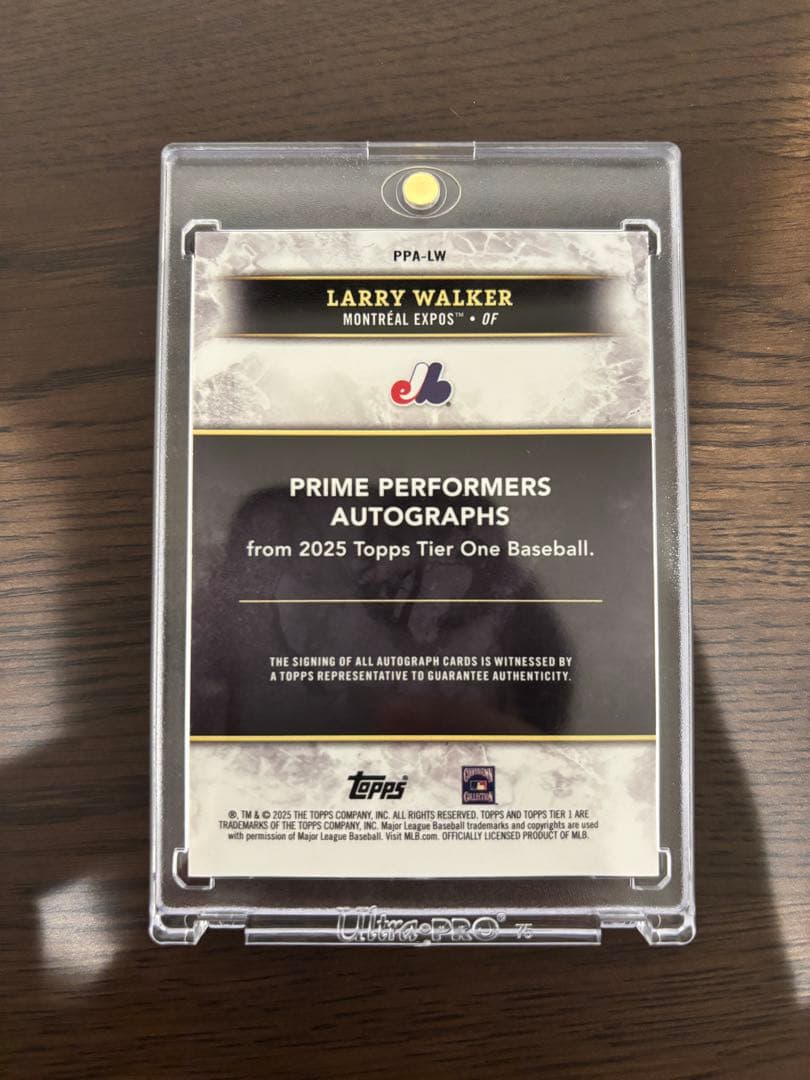 PPA-LW
LARRY WALKER
MONTRÉAL EXPOS™ • OF
PRIME PERFORMERS
AUTOGRAPHS
from 2025 Topps Tier One Baseball.
THE SIGNING OF ALL AUTOGRAPH CARDS IS WITNESSED BY
A TOPPS REPRESENTATIVE TO GUARANTEE AUTHENTICITY.
topps®
COOPERSTOWN
COLLECTION
®, TM & © 2025 THE TOPPS COMPANY, INC. ALL RIGHTS RESERVED. TOPPS AND TOPPS TIER 1 ARE
TRADEMARKS OF THE TOPPS COMPANY, INC. Major League Baseball trademarks and copyrights are used
with permission of Major League Baseball. Visit MLB.com. OFFICIALLY LICENSED PRODUCT OF MLB.
Ultra•PRO® 75